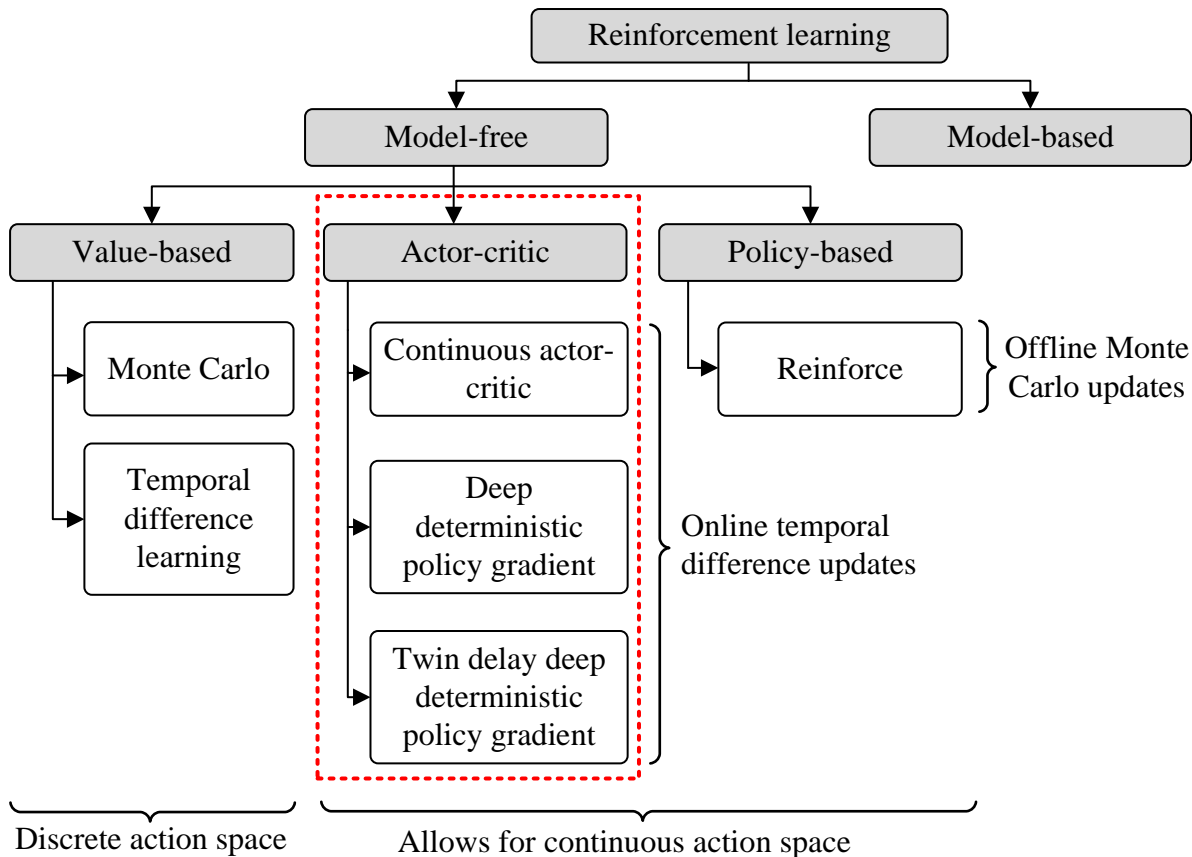 Reinforcement learning
Model-free
Model-based
Value-based
Actor-critic
Policy-based
Monte Carlo
Temporal
difference
learning
Continuous actor-
critic
Deep
deterministic
policy gradient
Twin delay deep
deterministic
policy gradient
Online temporal
difference updates
Reinforce
Offline Monte
Carlo updates
Discrete action space
Allows for continuous action space